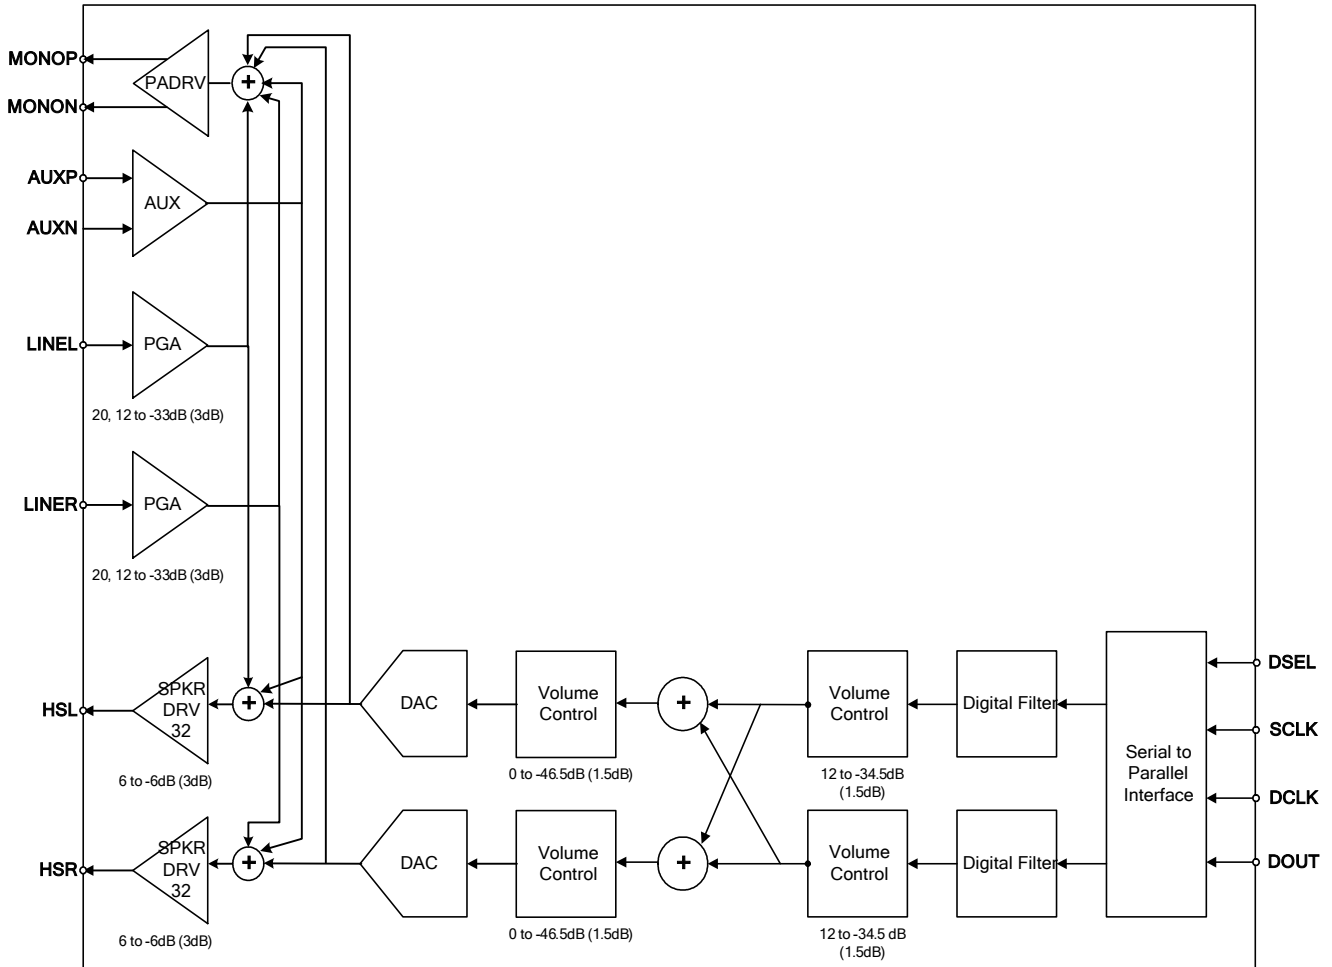 MONOP
MONON
PADRV
+
AUXP
AUXN
AUX
LINEL
PGA
20, 12 to -33dB (3dB)
LINER
PGA
20, 12 to -33dB (3dB)
HSL
SPKR
DRV
32
+
6 to -6dB (3dB)
DAC
Volume
Control
0 to -46.5dB (1.5dB)
+
Volume
Control
12 to -34.5dB
(1.5dB)
Digital Filter
Serial to
Parallel
Interface
DSEL
SCLK
DCLK
DOUT
HSR
SPKR
DRV
32
+
6 to -6dB (3dB)
DAC
Volume
Control
0 to -46.5dB (1.5dB)
+
Volume
Control
12 to -34.5 dB
(1.5dB)
Digital Filter